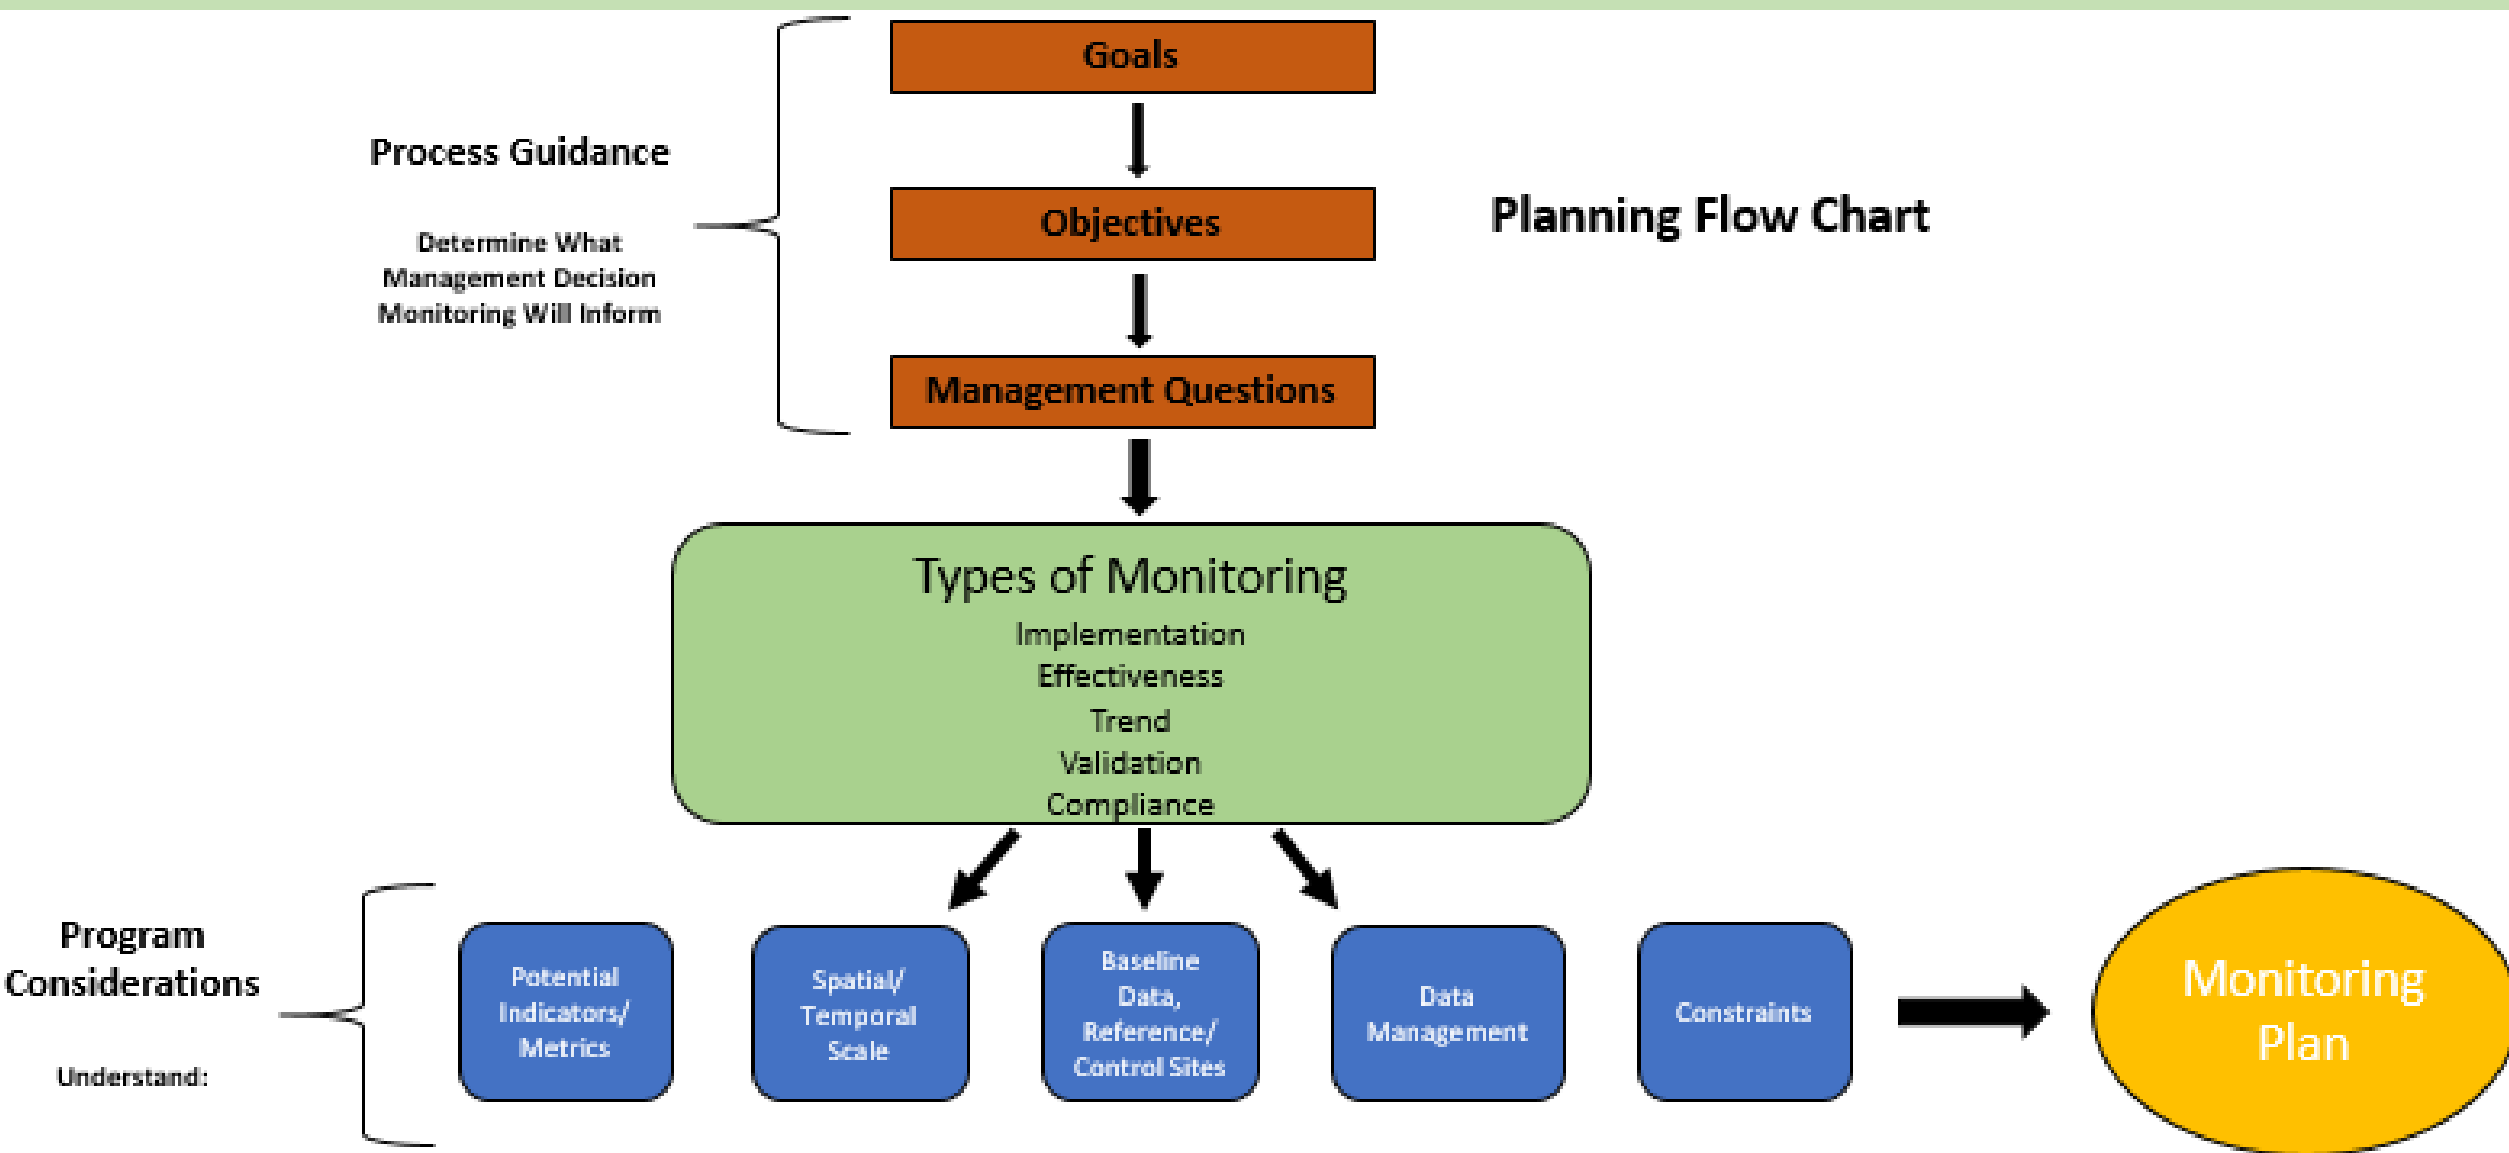 Goals
Process Guidance
Determine What
Management Decision
Monitoring Will Inform
Objectives
Planning Flow Chart
Management Questions
Types of Monitoring
Implementation
Effectiveness
Trend
Validation
Compliance
Program
Considerations
Understand:
Potential
Indicators/
Metrics
Spatial/
Temporal
Scale
Baseline
Data,
Reference/
Control Sites
Data
Management
Constraints
Monitoring
Plan